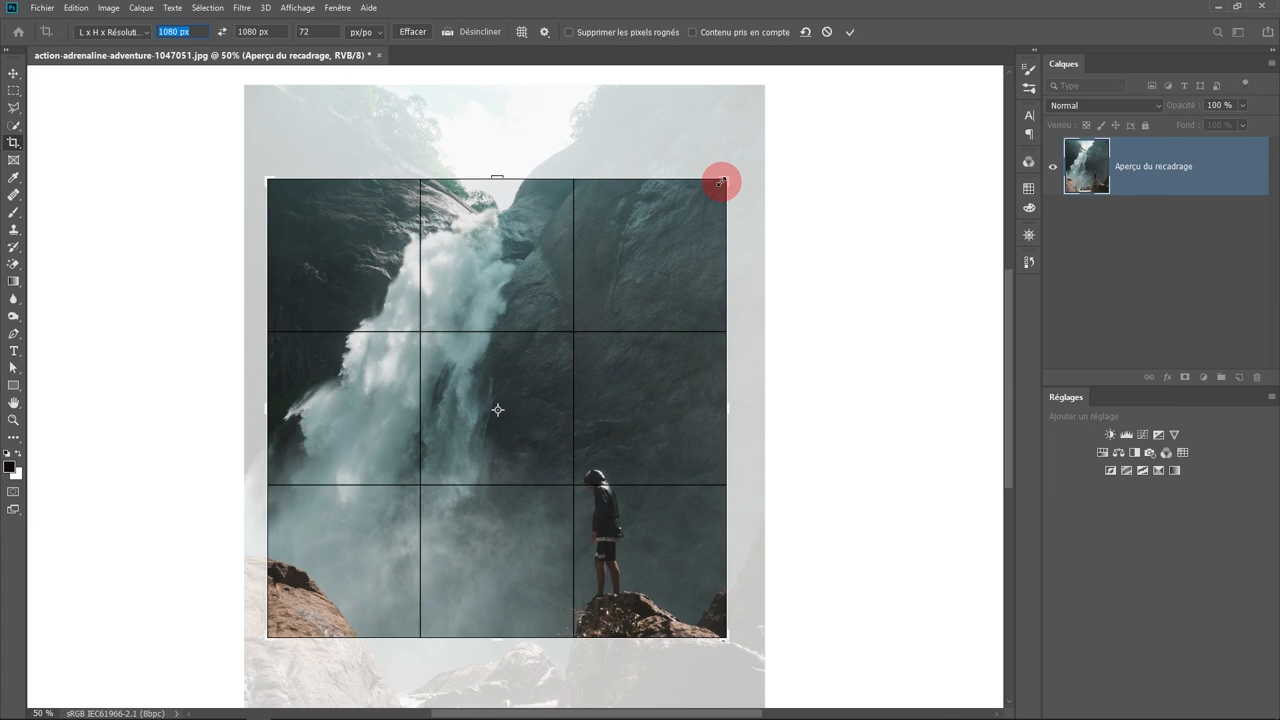 Ps Fichier Edition Image Calque Texte Sélection Filtre 3D Affichage Fenêtre Aide
L x H x Résoluti... 1080 px 1080 px 72 px/po Effacer Désincliner Supprimer les pixels rognés Contenu pris en compte
action-adrenaline-adventure-1047051.jpg @ 50% (Aperçu du recadrage, RVB/8) * ×
Calques
Type
Normal Opacité : 100 %
Verrou : Fond : 100 %
Aperçu du recadrage
Réglages
Ajouter un réglage
50 % sRGB IEC61966-2.1 (8bpc)